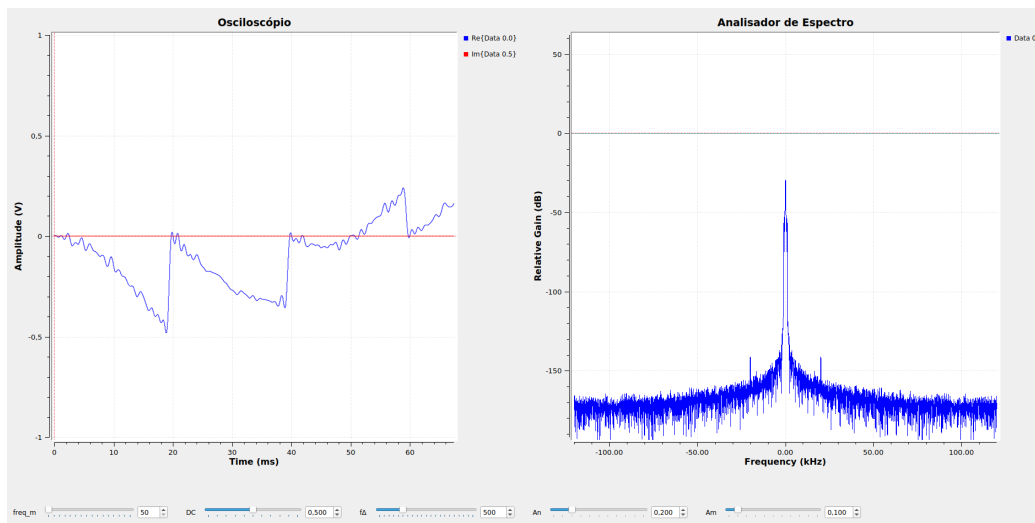 Osciloscópio
Re{Data 0.0}
Im{Data 0.5}
1
0.5
0
-0.5
-1
Amplitude (V)
0 10 20 30 40 50 60
Time (ms)
Analisador de Espectro
Data 0
50
0
-50
-100
-150
Relative Gain (dB)
-100.00 -50.00 0.00 50.00 100.00
Frequency (kHz)
freq_m 50 DC 0,500 fΔ 500 An 0,200 Am 0,100